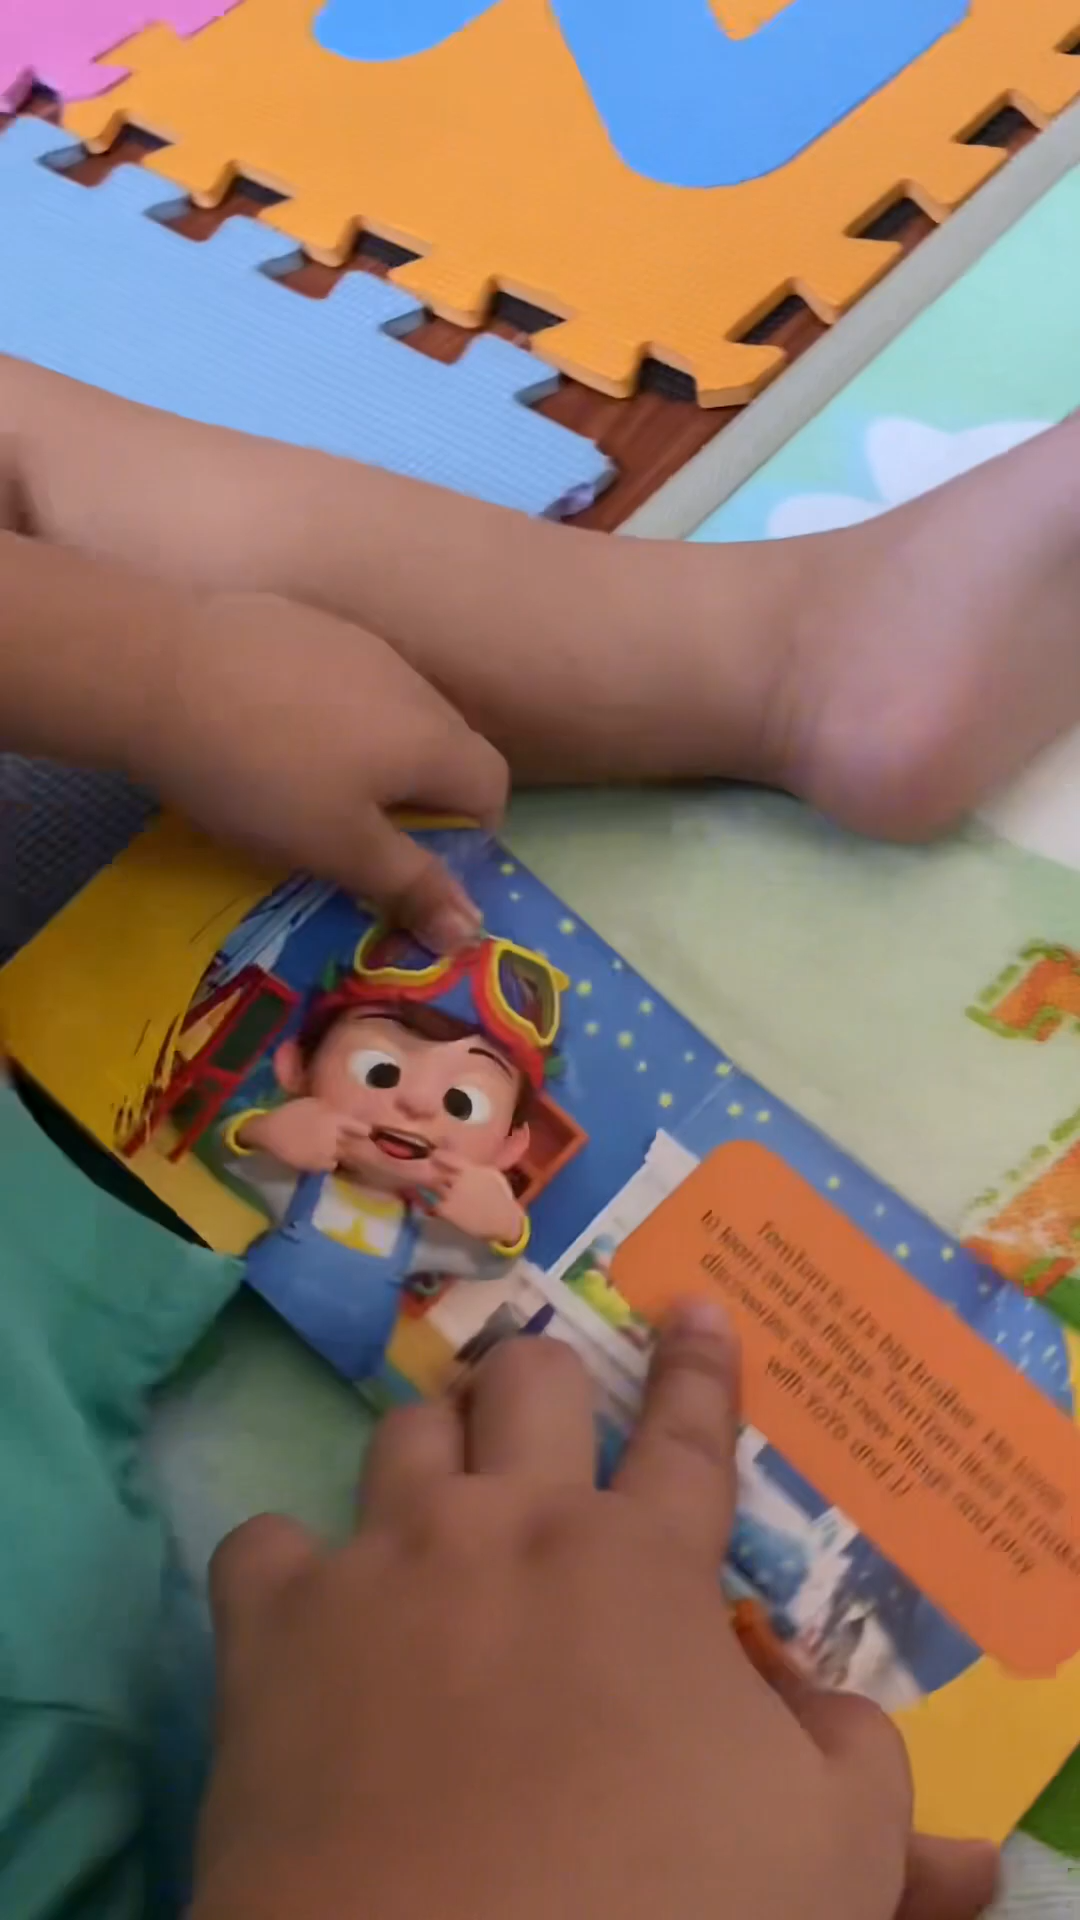 TomTom is JJ's big brother. He loves
to learn and fix things. TomTom likes to make
discoveries and try new things and play
with YoYo and JJ